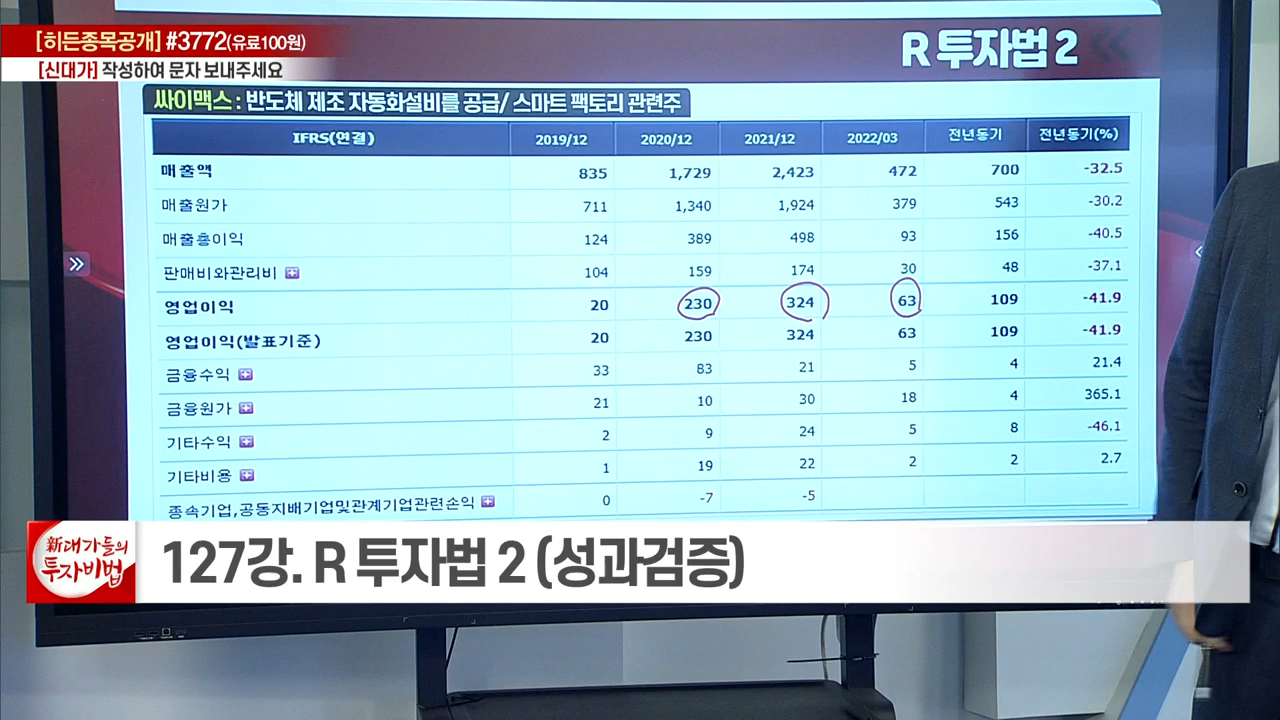 [히든종목공개] #3772(유료100원)
[신대가] 작성하여 문자 보내주세요
R 투자법 2
싸이맥스 : 반도체 제조 자동화설비를 공급/ 스마트 팩토리 관련주
IFRS(연결) 2019/12 2020/12 2021/12 2022/03 전년동기 전년동기(%)
매출액 835 1,729 2,423 472 700 -32.5
매출원가 711 1,340 1,924 379 543 -30.2
매출총이익 124 389 498 93 156 -40.5
판매비와관리비 104 159 174 30 48 -37.1
영업이익 20 230 324 63 109 -41.9
영업이익(발표기준) 20 230 324 63 109 -41.9
금융수익 33 83 21 5 4 21.4
금융원가 21 10 30 18 4 365.1
기타수익 2 9 24 5 8 -46.1
기타비용 1 19 22 2 2 2.7
종속기업,공동지배기업및관계기업관련손익 0 -7 -5
新대가들의
투자비법
127강. R 투자법 2 (성과검증)